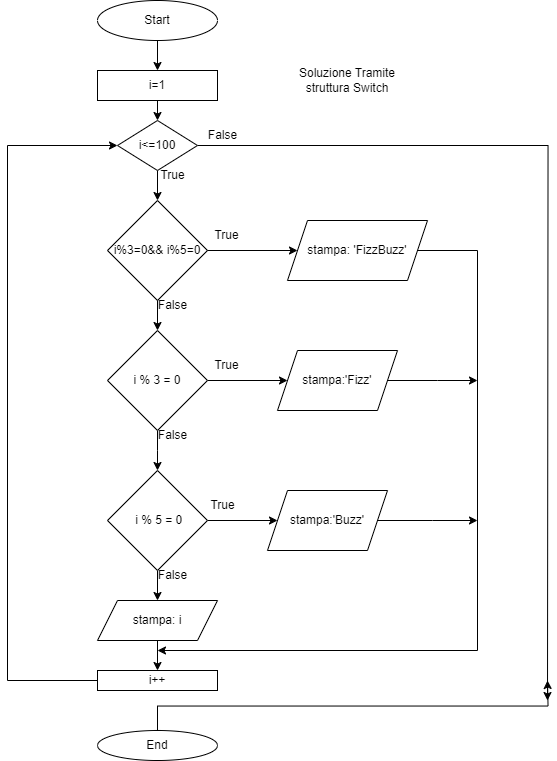 Start
i=1
Soluzione Tramite
struttura Switch
i<=100
False
True
i%3=0&& i%5=0
True
stampa: 'FizzBuzz'
False
i % 3 = 0
True
stampa:'Fizz'
False
i % 5 = 0
True
stampa:'Buzz'
False
stampa: i
i++
End